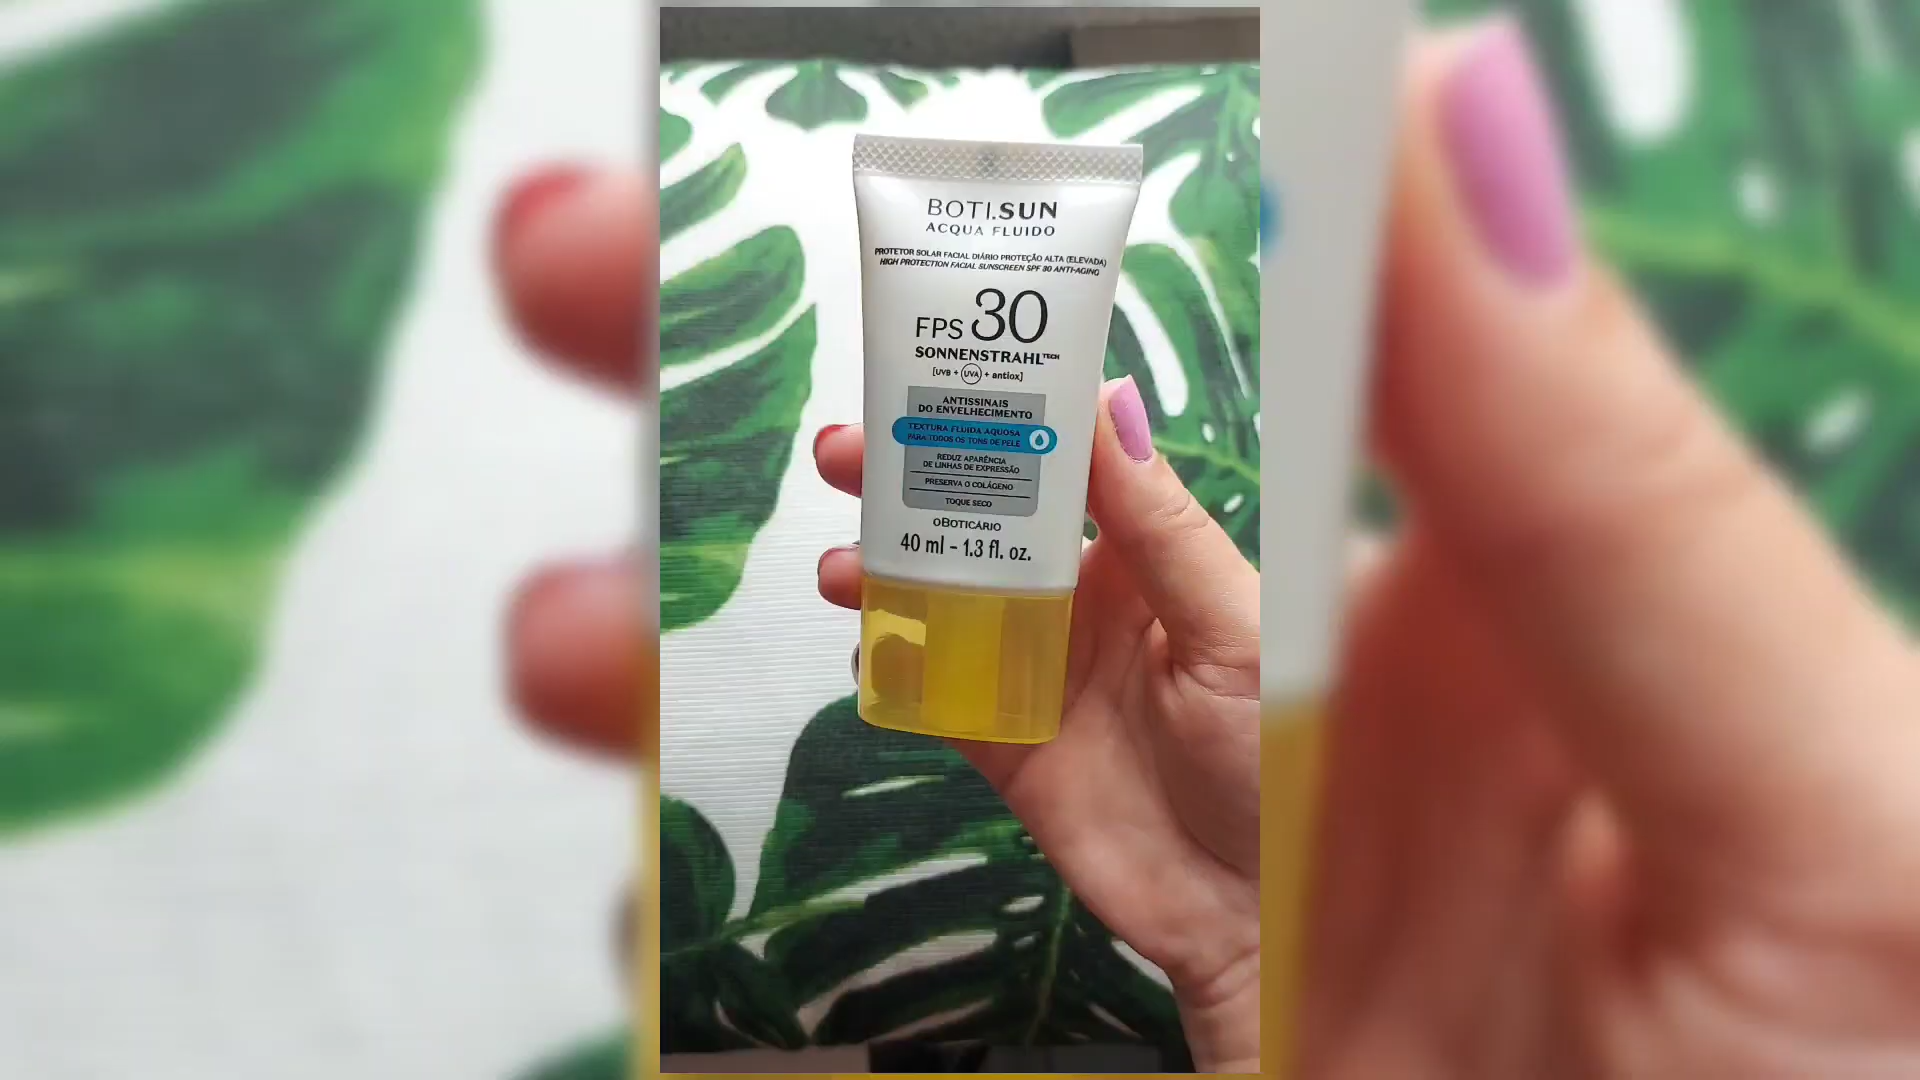 BOTI.SUN
ACQUA FLUIDO
PROTETOR SOLAR FACIAL DIÁRIO PROTEÇÃO ALTA (ELEVADA)
HIGH PROTECTION FACIAL SUNSCREEN SPF 30 ANTI-AGING
FPS 30
SONNENSTRAHL TECH
[UVB + UVA + antiox]
ANTISSINAIS
DO ENVELHECIMENTO
TEXTURA FLUIDA AQUOSA
PARA TODOS OS TONS DE PELE
REDUZ APARÊNCIA
DE LINHAS DE EXPRESSÃO
PRESERVA O COLÁGENO
TOQUE SECO
oBOTICÁRIO
40 ml - 1.3 fl. oz.